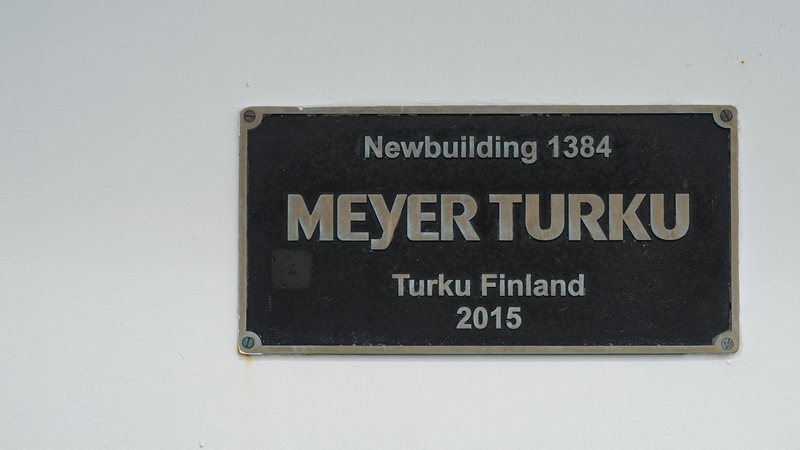 Newbuilding 1384
MEYER TURKU
Turku Finland
2015